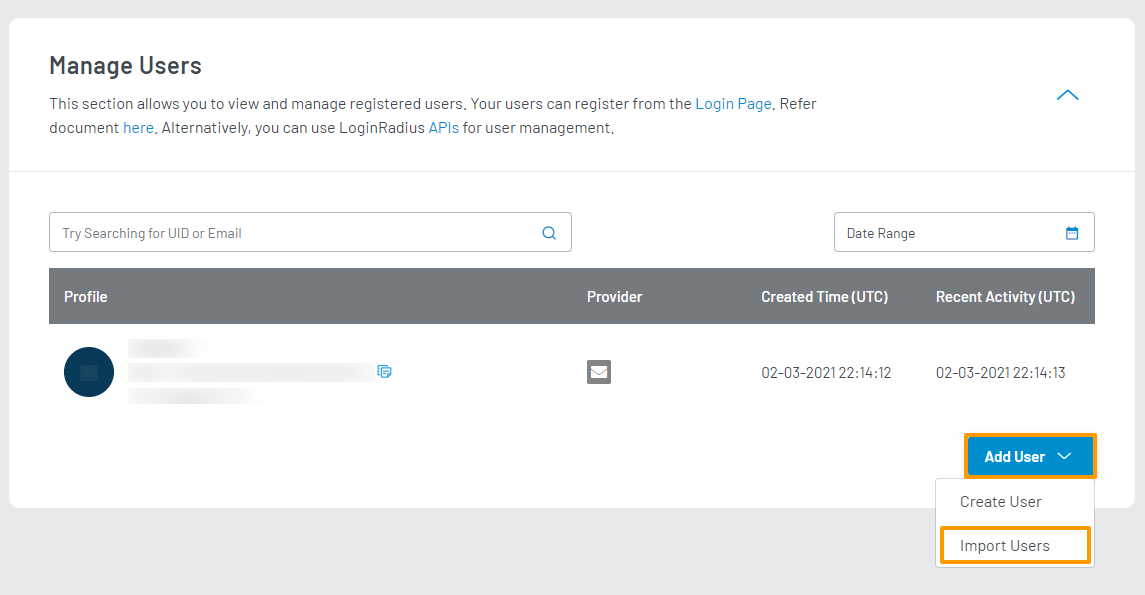 Manage Users
This section allows you to view and manage registered users. Your users can register from the Login Page. Refer
document here. Alternatively, you can use LoginRadius APIs for user management.
Try Searching for UID or Email
Date Range
Profile Provider Created Time (UTC) Recent Activity (UTC)
02-03-2021 22:14:12 02-03-2021 22:14:13
Add User
Create User
Import Users